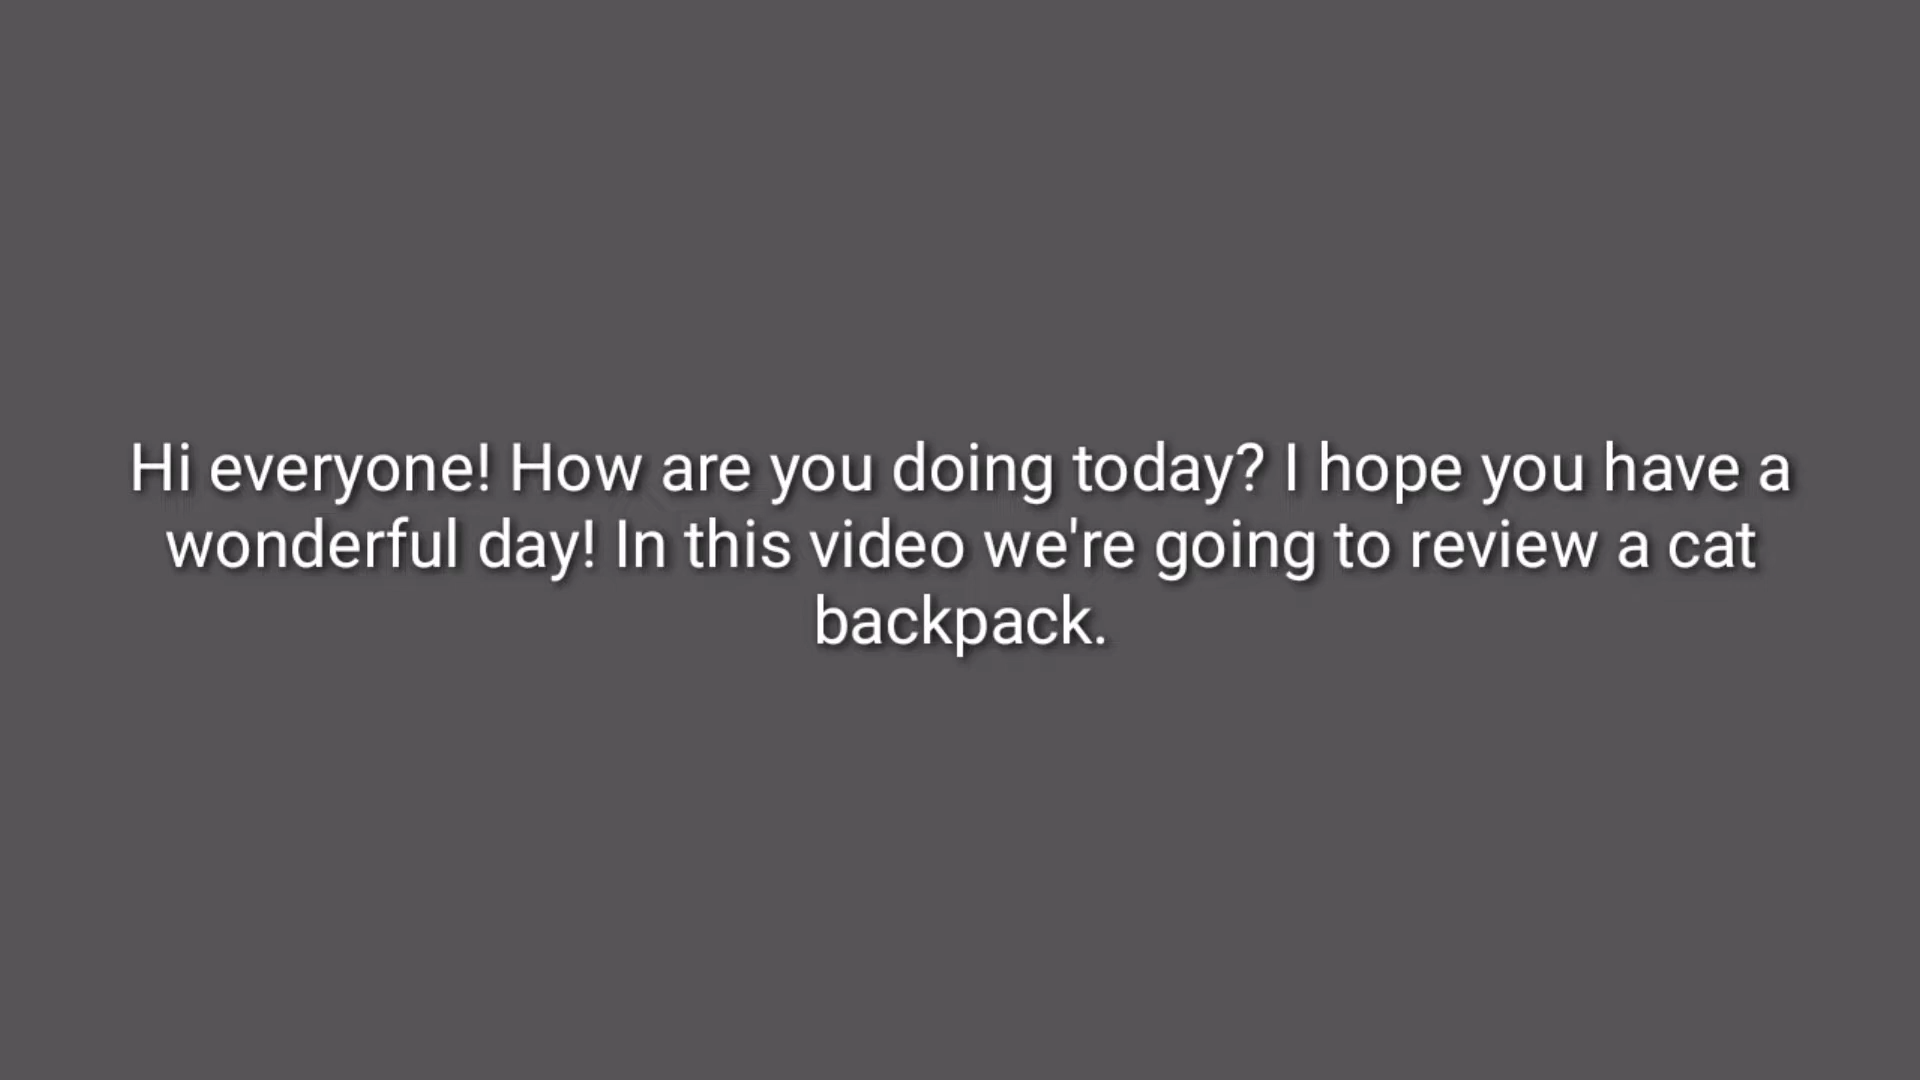 Hi everyone! How are you doing today? I hope you have a
wonderful day! In this video we're going to review a cat
backpack.